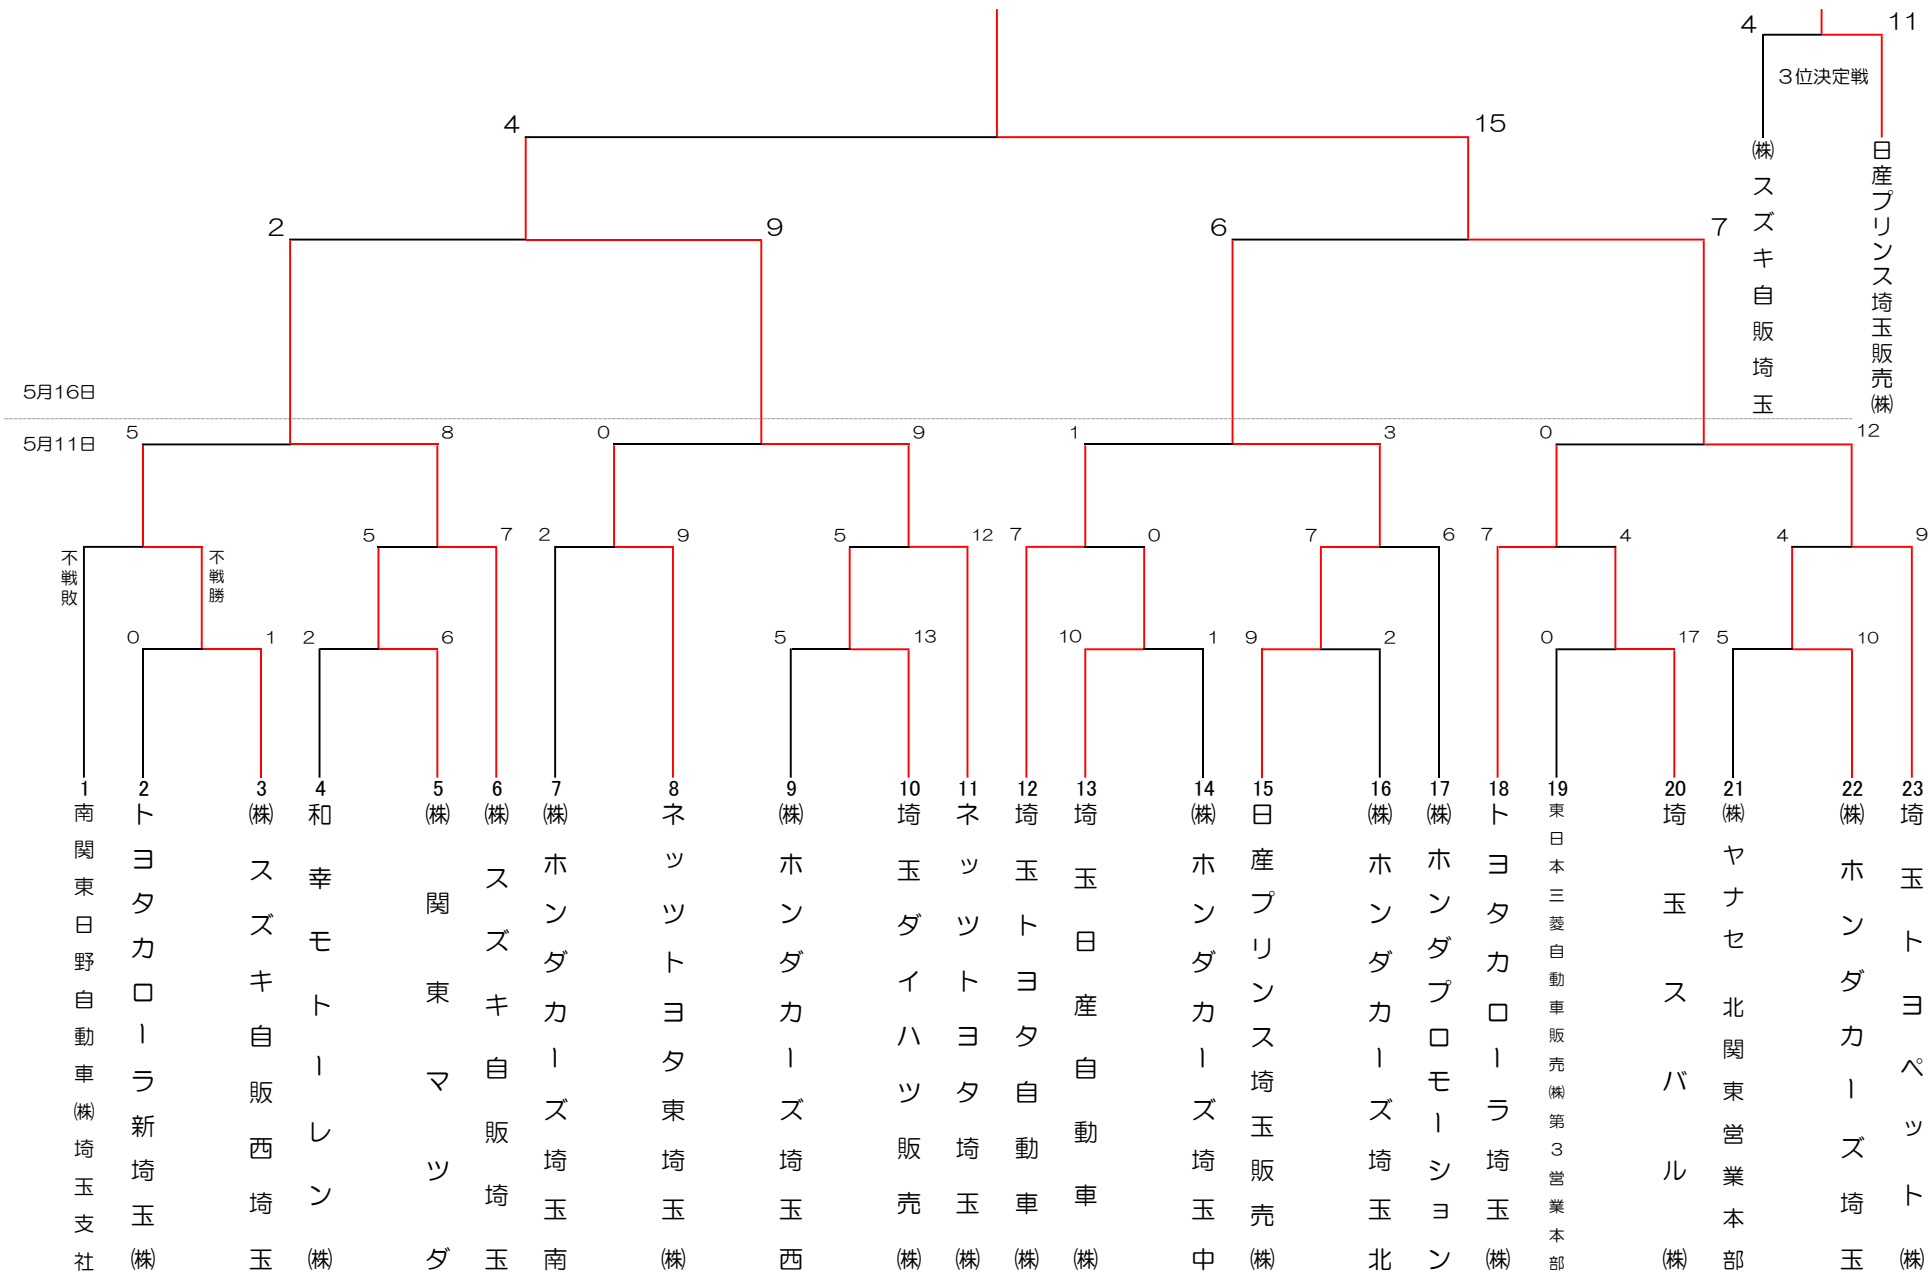 4 11
3位決定戦
㈱スズキ自販埼玉
日産プリンス埼玉販売㈱
4 15
2 9 6 7
5月16日
5月11日
5 8 0 9 1 3 0 12
不戦敗
不戦勝
5 7 2 9 5 12 7 0 7 6 7 4 4 9
0 1 2 6 5 13 10 1 9 2 0 17 5 10
1 南関東日野自動車㈱埼玉支社
2 トヨタカローラ新埼玉㈱
3 ㈱スズキ自販西埼玉
4 和幸モトーレン㈱
5 ㈱関東マツダ
6 ㈱スズキ自販埼玉
7 ㈱ホンダカーズ埼玉南
8 ネッツトヨタ東埼玉㈱
9 ㈱ホンダカーズ埼玉西
10 埼玉ダイハツ販売㈱
11 ネッツトヨタ埼玉㈱
12 埼玉トヨタ自動車㈱
13 埼玉日産自動車㈱
14 ㈱ホンダカーズ埼玉中
15 日産プリンス埼玉販売㈱
16 ㈱ホンダカーズ埼玉北
17 ㈱ホンダプロモーション
18 トヨタカローラ埼玉㈱
19 東日本三菱自動車販売㈱第3営業本部
20 埼玉スバル㈱
21 ㈱ヤナセ 北関東営業本部
22 ㈱ホンダカーズ埼玉
23 埼玉トヨペット㈱